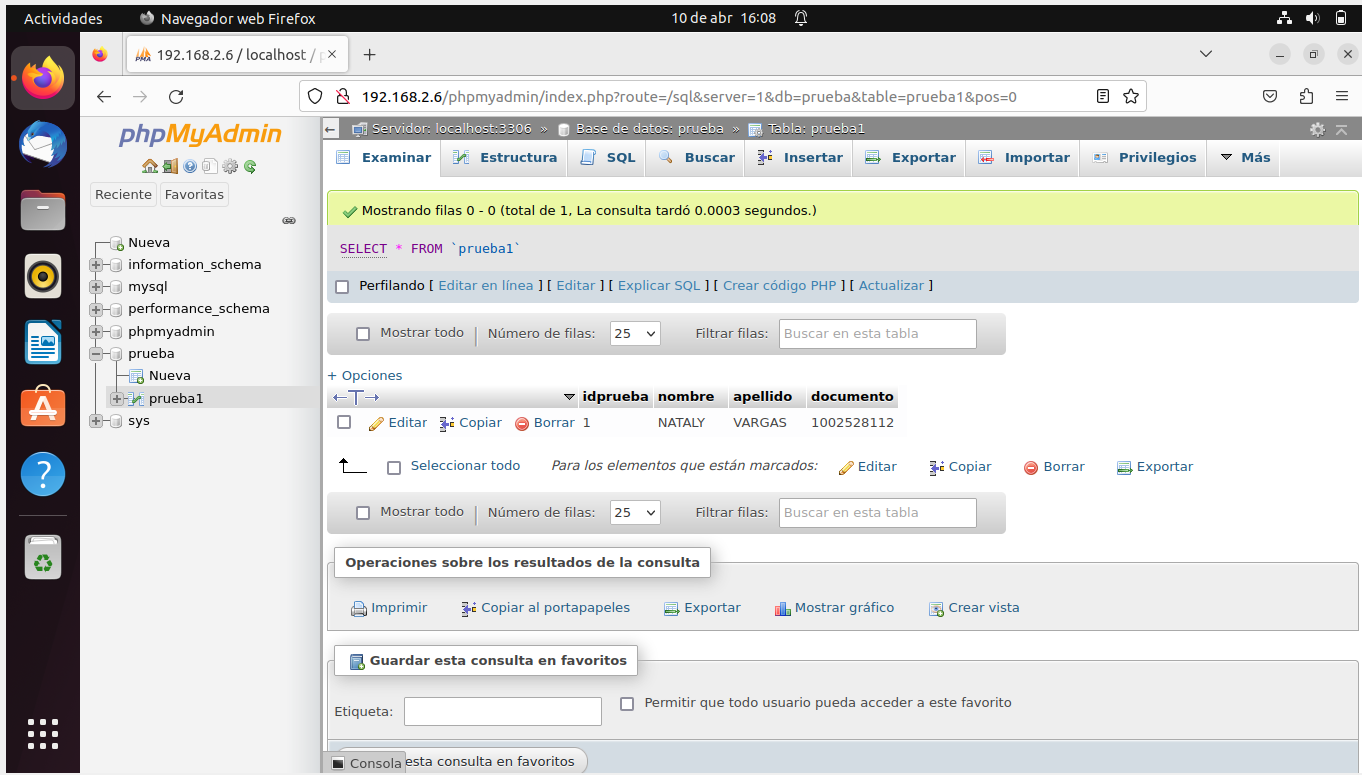 Actividades Navegador web Firefox 10 de abr 16:08
192.168.2.6 / localhost / p
192.168.2.6/phpmyadmin/index.php?route=/sql&server=1&db=prueba&table=prueba1&pos=0
phpMyAdmin
Reciente Favoritas
Nueva
information_schema
mysql
performance_schema
phpmyadmin
prueba
Nueva
prueba1
sys
Servidor: localhost:3306 » Base de datos: prueba » Tabla: prueba1
Examinar Estructura SQL Buscar Insertar Exportar Importar Privilegios Más
Mostrando filas 0 - 0 (total de 1, La consulta tardó 0.0003 segundos.)
SELECT * FROM `prueba1`
Perfilando [ Editar en línea ] [ Editar ] [ Explicar SQL ] [ Crear código PHP ] [ Actualizar ]
Mostrar todo Número de filas: 25 Filtrar filas: Buscar en esta tabla
+ Opciones
←T→ idprueba nombre apellido documento
Editar Copiar Borrar 1 NATALY VARGAS 1002528112
Seleccionar todo Para los elementos que están marcados: Editar Copiar Borrar Exportar
Mostrar todo Número de filas: 25 Filtrar filas: Buscar en esta tabla
Operaciones sobre los resultados de la consulta
Imprimir Copiar al portapapeles Exportar Mostrar gráfico Crear vista
Guardar esta consulta en favoritos
Etiqueta: Permitir que todo usuario pueda acceder a este favorito
Consola esta consulta en favoritos